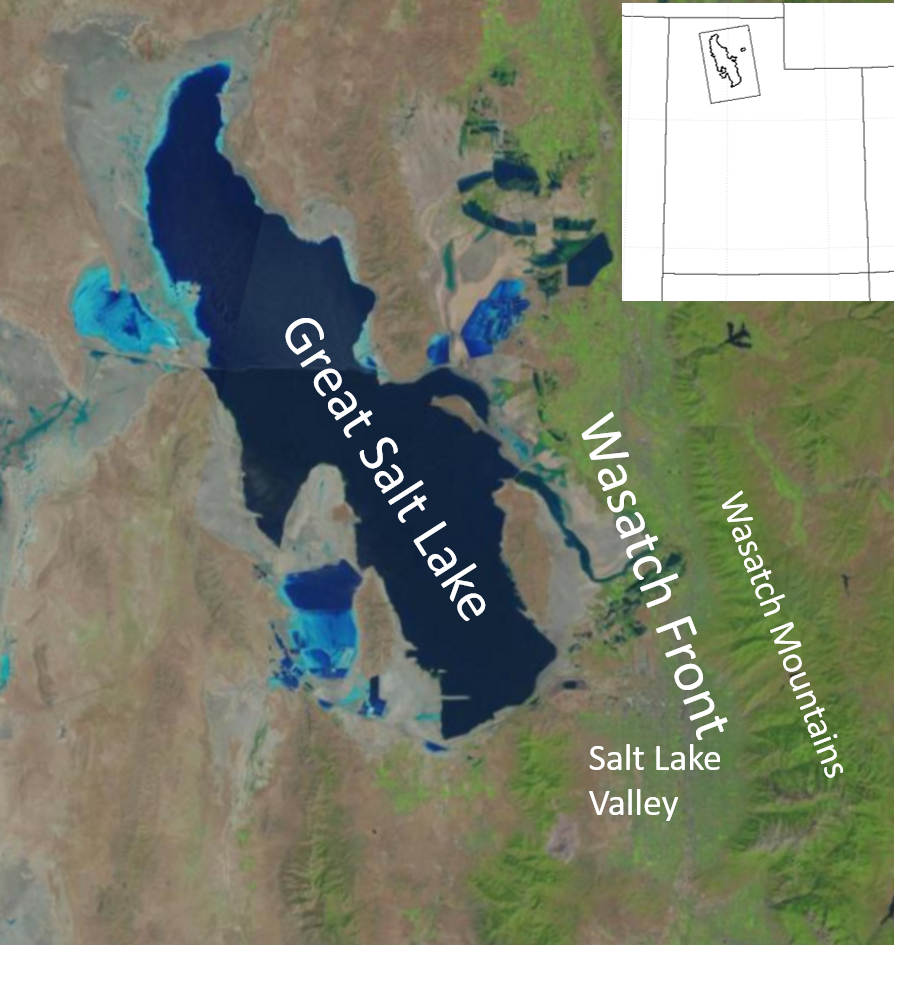 Great Salt Lake
Wasatch Front
Wasatch Mountains
Salt Lake
Valley